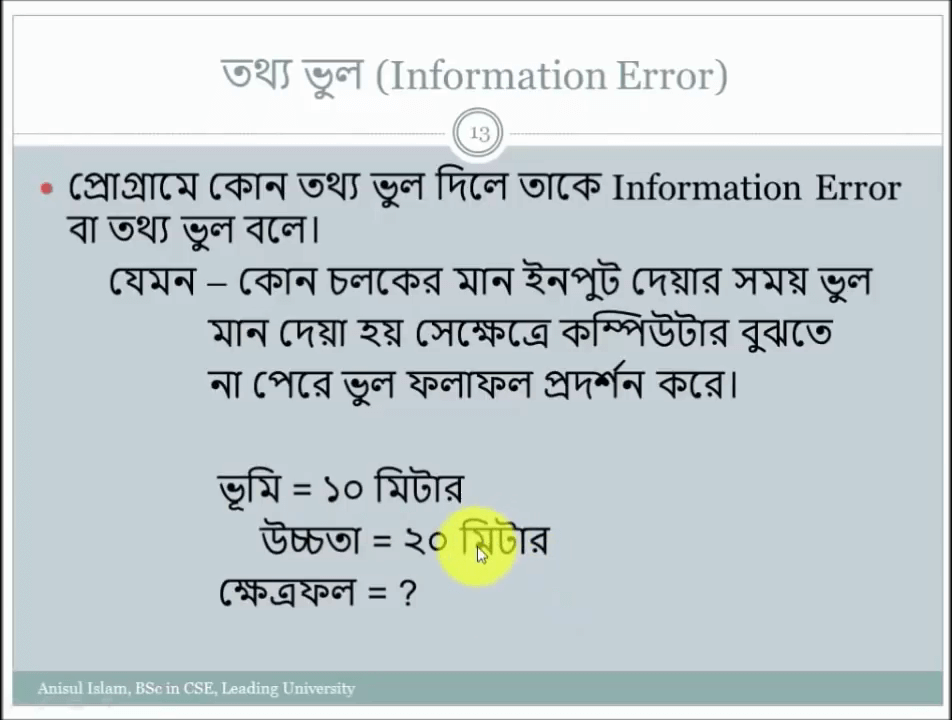 তথ্য ভুল (Information Error)
13
• প্রোগ্রামে কোন তথ্য ভুল দিলে তাকে Information Error
বা তথ্য ভুল বলে।
যেমন – কোন চলকের মান ইনপুট দেয়ার সময় ভুল
মান দেয়া হয় সেক্ষেত্রে কম্পিউটার বুঝতে
না পেরে ভুল ফলাফল প্রদর্শন করে।
ভূমি = ১০ মিটার
উচ্চতা = ২০ মিটার
ক্ষেত্রফল = ?
Anisul Islam, BSc in CSE, Leading University